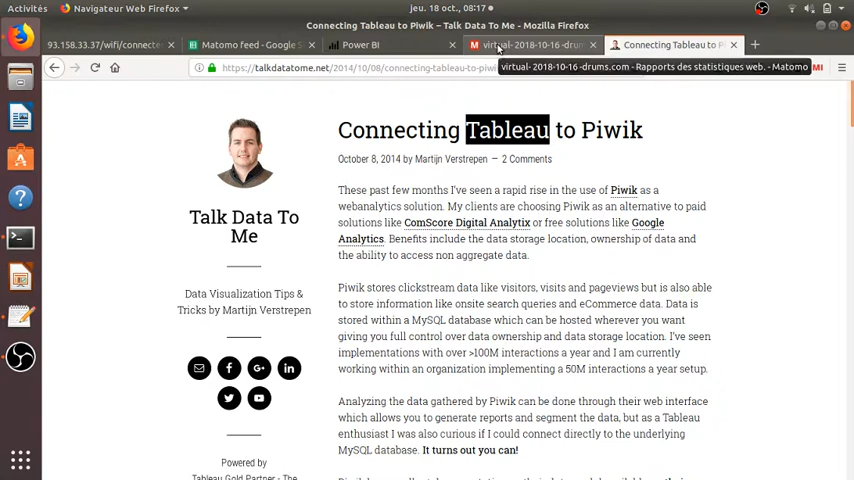 Activités
Navigateur Web Firefox
jeu. 18 oct., 08:17
Connecting Tableau to Piwik – Talk Data To Me - Mozilla Firefox
93.158.33.37/wifi/connecte
Matomo feed - Google S
Power BI
virtual- 2018-10-16 -drum
Connecting Tableau to P
https://talkdatatome.net/2014/10/08/connecting-tableau-to-piwi
virtual- 2018-10-16 -drums.com - Rapports des statistiques web. - Matomo
Connecting Tableau to Piwik
October 8, 2014 by Martijn Verstrepen — 2 Comments
Talk Data To
Me
Data Visualization Tips &
Tricks by Martijn Verstrepen
Powered by
Tableau Gold Partner - The
These past few months I've seen a rapid rise in the use of Piwik as a
webanalytics solution. My clients are choosing Piwik as an alternative to paid
solutions like ComScore Digital Analytix or free solutions like Google
Analytics. Benefits include the data storage location, ownership of data and
the ability to access non aggregate data.
Piwik stores clickstream data like visitors, visits and pageviews but is also able
to store information like onsite search queries and eCommerce data. Data is
stored within a MySQL database which can be hosted wherever you want
giving you full control over data ownership and data storage location. I've seen
implementations with over >100M interactions a year and I am currently
working within an organization implementing a 50M interactions a year setup.
Analyzing the data gathered by Piwik can be done through their web interface
which allows you to generate reports and segment the data, but as a Tableau
enthusiast I was also curious if I could connect directly to the underlying
MySQL database. It turns out you can!